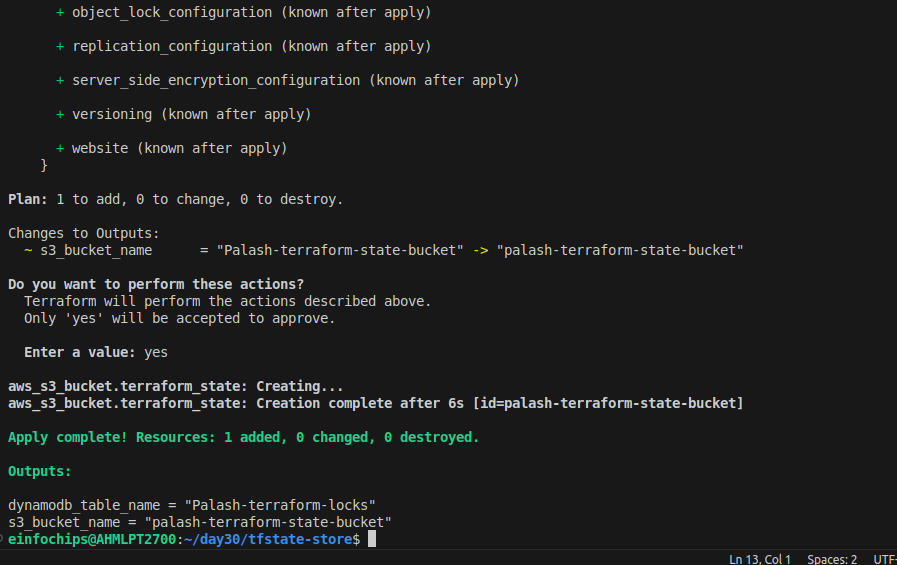 + object_lock_configuration (known after apply)
+ replication_configuration (known after apply)
+ server_side_encryption_configuration (known after apply)
+ versioning (known after apply)
+ website (known after apply)
}
Plan: 1 to add, 0 to change, 0 to destroy.
Changes to Outputs:
~ s3_bucket_name      = "Palash-terraform-state-bucket" -> "palash-terraform-state-bucket"
Do you want to perform these actions?
Terraform will perform the actions described above.
Only 'yes' will be accepted to approve.
Enter a value: yes
aws_s3_bucket.terraform_state: Creating...
aws_s3_bucket.terraform_state: Creation complete after 6s [id=palash-terraform-state-bucket]
Apply complete! Resources: 1 added, 0 changed, 0 destroyed.
Outputs:
dynamodb_table_name = "Palash-terraform-locks"
s3_bucket_name = "palash-terraform-state-bucket"
einfochips@AHMLPT2700:~/day30/tfstate-store$
Ln 13, Col 1 Spaces: 2 UTF-